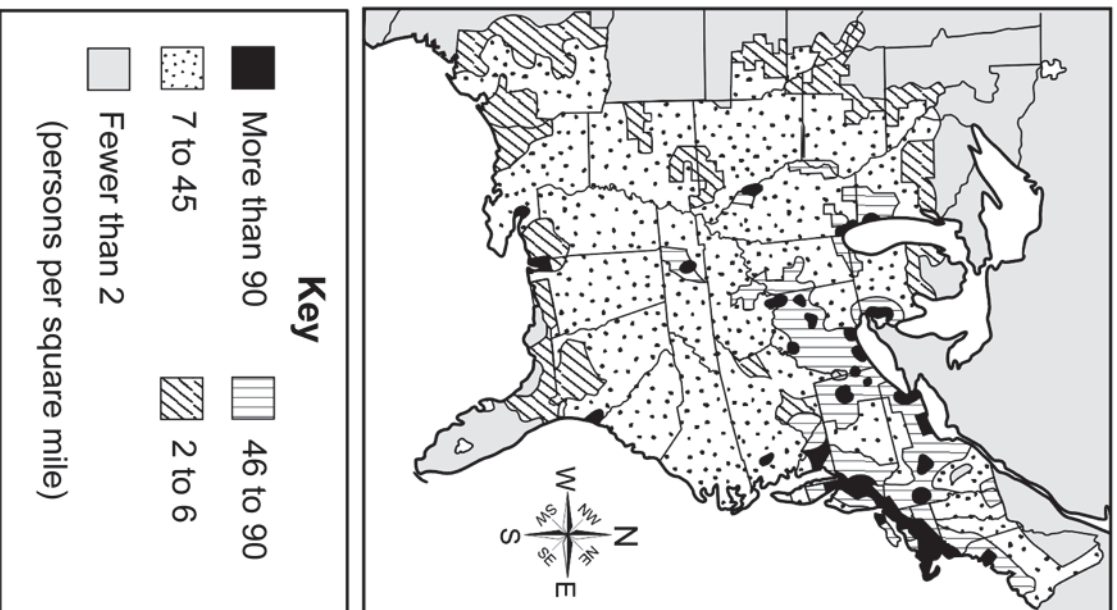 N
NW
NE
W
E
SW
SE
S
Key
More than 90
46 to 90
7 to 45
2 to 6
Fewer than 2
(persons per square mile)